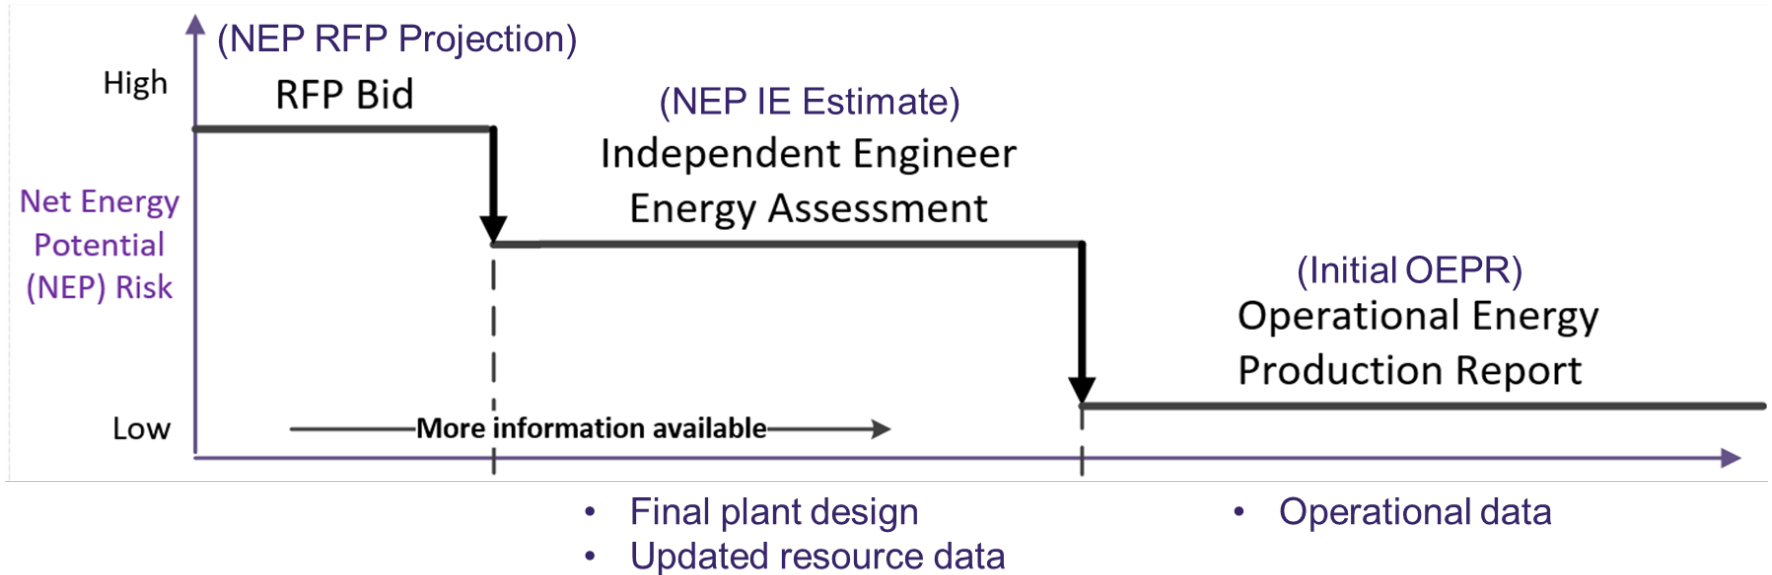 (NEP RFP Projection)
High
RFP Bid
(NEP IE Estimate)
Independent Engineer
Energy Assessment
Net Energy
Potential
(NEP) Risk
(Initial OEPR)
Operational Energy
Production Report
Low
More information available
• Final plant design
• Updated resource data
• Operational data